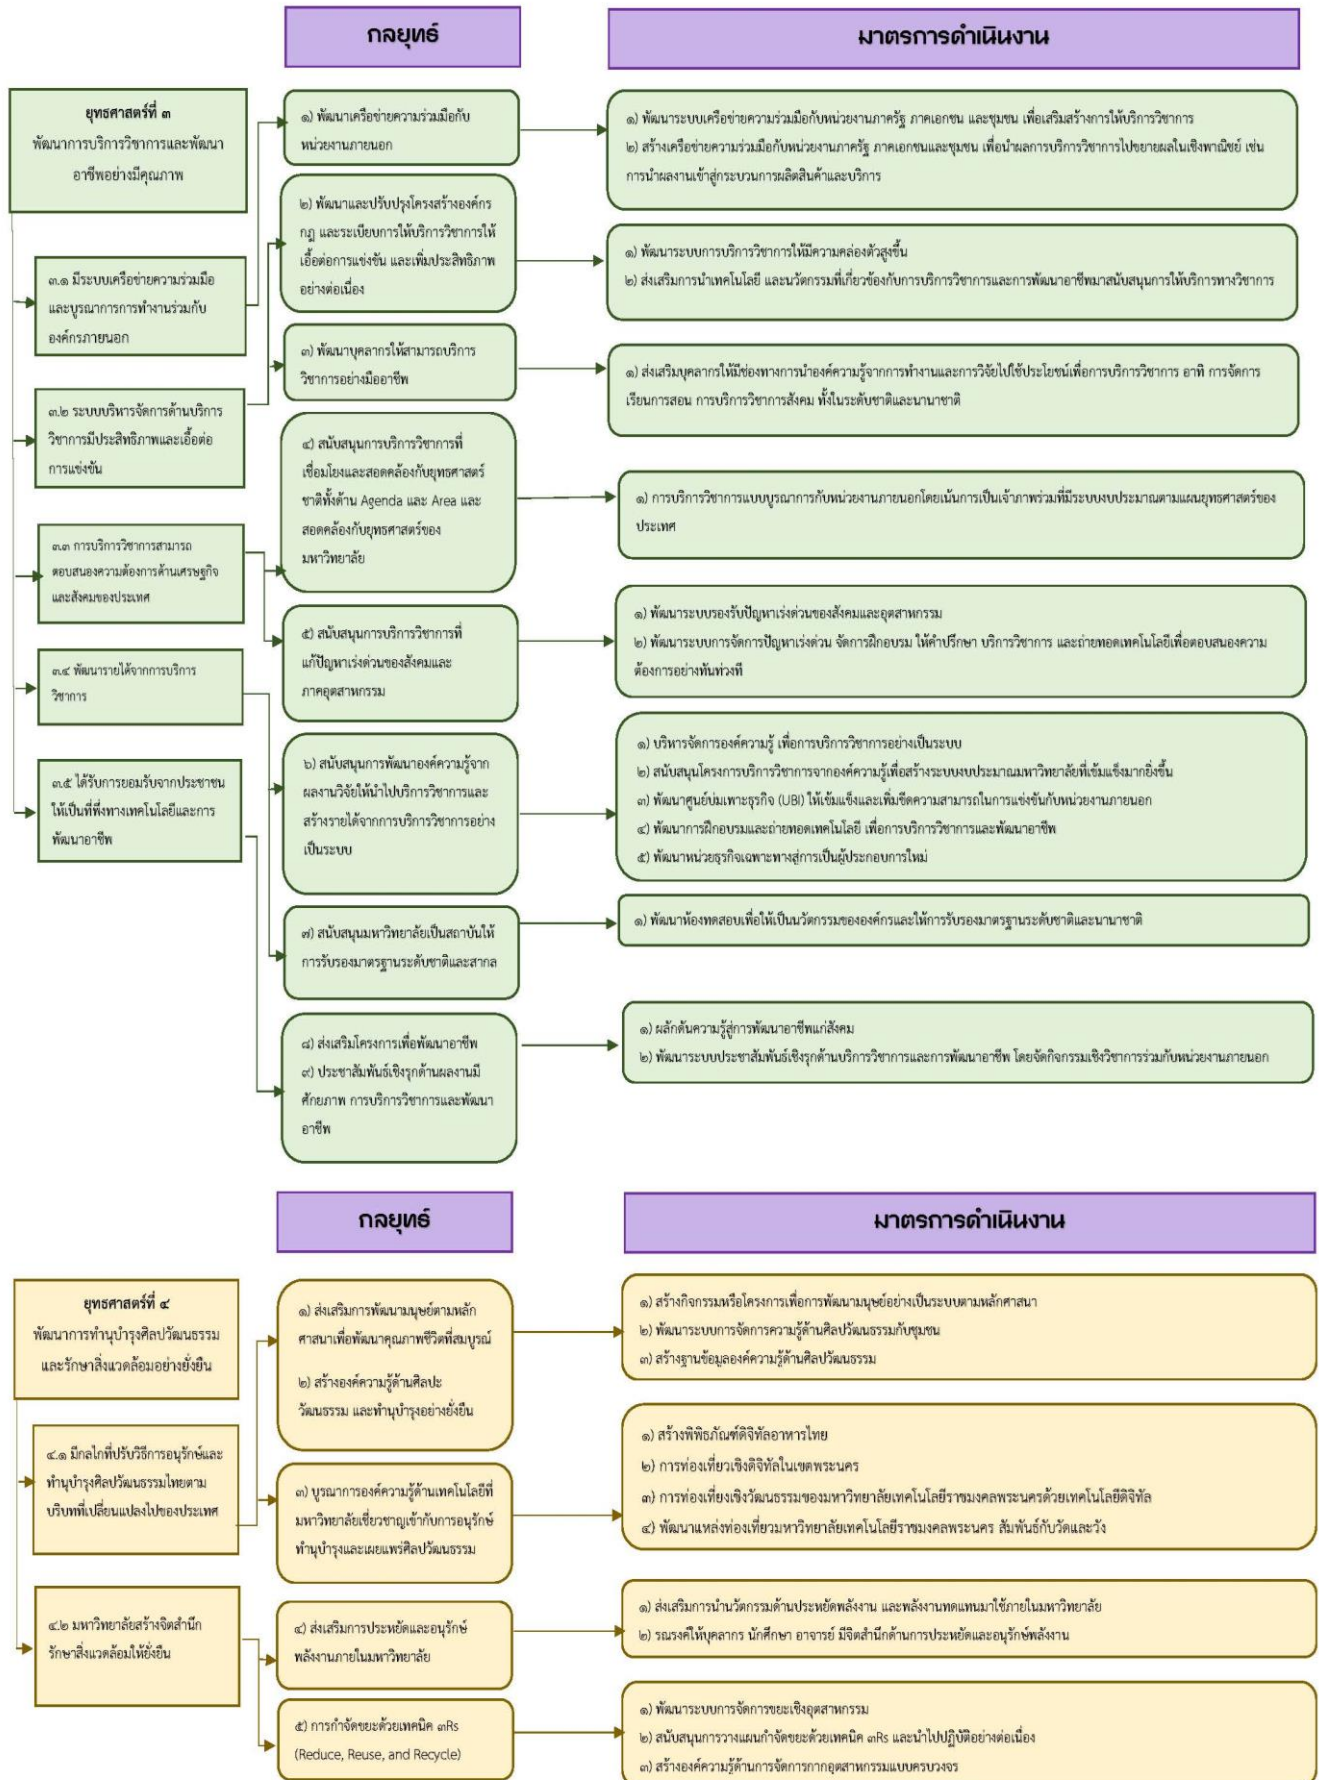 กลยุทธ์
มาตรการดำเนินงาน
ยุทธศาสตร์ที่ ๓
พัฒนาการบริการวิชาการและพัฒนา
อาชีพอย่างมีคุณภาพ
๓.๑ มีระบบเครือข่ายความร่วมมือ
และบูรณาการการทำงานร่วมกับ
องค์กรภายนอก
๓.๒ ระบบบริหารจัดการด้านบริการ
วิชาการมีประสิทธิภาพและเอื้อต่อ
การแข่งขัน
๓.๓ การบริการวิชาการสามารถ
ตอบสนองความต้องการด้านเศรษฐกิจ
และสังคมของประเทศ
๓.๔ พัฒนารายได้จากการบริการ
วิชาการ
๓.๕ ได้รับการยอมรับจากประชาชน
ให้เป็นที่พึ่งทางเทคโนโลยีและการ
พัฒนาอาชีพ
๑) พัฒนาเครือข่ายความร่วมมือกับ
หน่วยงานภายนอก
๒) พัฒนาและปรับปรุงโครงสร้างองค์กร
กฎ และระเบียบการให้บริการวิชาการให้
เอื้อต่อการแข่งขัน และเพิ่มประสิทธิภาพ
อย่างต่อเนื่อง
๓) พัฒนาบุคลากรให้สามารถบริการ
วิชาการอย่างมืออาชีพ
๔) สนับสนุนการบริการวิชาการที่
เชื่อมโยงและสอดคล้องกับยุทธศาสตร์
ชาติทั้งด้าน Agenda และ Area และ
สอดคล้องกับยุทธศาสตร์ของ
มหาวิทยาลัย
๕) สนับสนุนการบริการวิชาการที่
แก้ปัญหาเร่งด่วนของสังคมและ
ภาคอุตสาหกรรม
๖) สนับสนุนการพัฒนาองค์ความรู้จาก
ผลงานวิจัยให้นำไปบริการวิชาการและ
สร้างรายได้จากการบริการวิชาการอย่าง
เป็นระบบ
๗) สนับสนุนมหาวิทยาลัยเป็นสถาบันให้
การรับรองมาตรฐานระดับชาติและสากล
๘) ส่งเสริมโครงการเพื่อพัฒนาอาชีพ
๙) ประชาสัมพันธ์เชิงรุกด้านผลงานมี
ศักยภาพ การบริการวิชาการและพัฒนา
อาชีพ
๑) พัฒนาระบบเครือข่ายความร่วมมือกับหน่วยงานภาครัฐ ภาคเอกชน และชุมชน เพื่อเสริมสร้างการให้บริการวิชาการ
๒) สร้างเครือข่ายความร่วมมือกับหน่วยงานภาครัฐ ภาคเอกชนและชุมชน เพื่อนำผลการบริการวิชาการไปขยายผลในเชิงพาณิชย์ เช่น
การนำผลงานเข้าสู่กระบวนการผลิตสินค้าและบริการ
๑) พัฒนาระบบการบริการวิชาการให้มีความคล่องตัวสูงขึ้น
๒) ส่งเสริมการนำเทคโนโลยี และนวัตกรรมที่เกี่ยวข้องกับการบริการวิชาการและการพัฒนาอาชีพมาสนับสนุนการให้บริการทางวิชาการ
๑) ส่งเสริมบุคลากรให้มีช่องทางการนำองค์ความรู้จากการทำงานและการวิจัยไปใช้ประโยชน์เพื่อการบริการวิชาการ อาทิ การจัดการ
เรียนการสอน การบริการวิชาการสังคม ทั้งในระดับชาติและนานาชาติ
๑) การบริการวิชาการแบบบูรณาการกับหน่วยงานภายนอกโดยเน้นการเป็นเจ้าภาพร่วมที่มีระบบงบประมาณตามแผนยุทธศาสตร์ของ
ประเทศ
๑) พัฒนาระบบรองรับปัญหาเร่งด่วนของสังคมและอุตสาหกรรม
๒) พัฒนาระบบการจัดการปัญหาเร่งด่วน จัดการฝึกอบรม ให้คำปรึกษา บริการวิชาการ และถ่ายทอดเทคโนโลยีเพื่อตอบสนองความ
ต้องการอย่างทันท่วงที
๑) บริหารจัดการองค์ความรู้ เพื่อการบริการวิชาการอย่างเป็นระบบ
๒) สนับสนุนโครงการบริการวิชาการจากองค์ความรู้เพื่อสร้างระบบงบประมาณมหาวิทยาลัยที่เข้มแข็งมากยิ่งขึ้น
๓) พัฒนาศูนย์บ่มเพาะธุรกิจ (UBI) ให้เข้มแข็งและเพิ่มขีดความสามารถในการแข่งขันกับหน่วยงานภายนอก
๔) พัฒนาการฝึกอบรมและถ่ายทอดเทคโนโลยี เพื่อการบริการวิชาการและพัฒนาอาชีพ
๕) พัฒนาหน่วยธุรกิจเฉพาะทางสู่การเป็นผู้ประกอบการใหม่
๑) พัฒนาห้องทดสอบเพื่อให้เป็นนวัตกรรมขององค์กรและให้การรับรองมาตรฐานระดับชาติและนานาชาติ
๑) ผลักดันความรู้สู่การพัฒนาอาชีพแก่สังคม
๒) พัฒนาระบบประชาสัมพันธ์เชิงรุกด้านบริการวิชาการและการพัฒนาอาชีพ โดยจัดกิจกรรมเชิงวิชาการร่วมกับหน่วยงานภายนอก
กลยุทธ์
มาตรการดำเนินงาน
ยุทธศาสตร์ที่ ๔
พัฒนาการทำนุบำรุงศิลปวัฒนธรรม
และรักษาสิ่งแวดล้อมอย่างยั่งยืน
๔.๑ มีกลไกที่ปรับวิธีการอนุรักษ์และ
ทำนุบำรุงศิลปวัฒนธรรมไทยตาม
บริบทที่เปลี่ยนแปลงไปของประเทศ
๔.๒ มหาวิทยาลัยสร้างจิตสำนึก
รักษาสิ่งแวดล้อมให้ยั่งยืน
๑) ส่งเสริมการพัฒนามนุษย์ตามหลัก
ศาสนาเพื่อพัฒนาคุณภาพชีวิตที่สมบูรณ์
๒) สร้างองค์ความรู้ด้านศิลปะ
วัฒนธรรม และทำนุบำรุงอย่างยั่งยืน
๓) บูรณาการองค์ความรู้ด้านเทคโนโลยีที่
มหาวิทยาลัยเชี่ยวชาญเข้ากับการอนุรักษ์
ทำนุบำรุงและเผยแพร่ศิลปวัฒนธรรม
๔) ส่งเสริมการประหยัดและอนุรักษ์
พลังงานภายในมหาวิทยาลัย
๕) การกำจัดขยะด้วยเทคนิค ๓Rs
(Reduce, Reuse, and Recycle)
๑) สร้างกิจกรรมหรือโครงการเพื่อการพัฒนามนุษย์อย่างเป็นระบบตามหลักศาสนา
๒) พัฒนาระบบการจัดการความรู้ด้านศิลปวัฒนธรรมกับชุมชน
๓) สร้างฐานข้อมูลองค์ความรู้ด้านศิลปวัฒนธรรม
๑) สร้างพิพิธภัณฑ์ดิจิทัลอาหารไทย
๒) การท่องเที่ยวเชิงดิจิทัลในเขตพระนคร
๓) การท่องเที่ยงเชิงวัฒนธรรมของมหาวิทยาลัยเทคโนโลยีราชมงคลพระนครด้วยเทคโนโลยีดิจิทัล
๔) พัฒนาแหล่งท่องเที่ยวมหาวิทยาลัยเทคโนโลยีราชมงคลพระนคร สัมพันธ์กับวัดและวัง
๑) ส่งเสริมการนำนวัตกรรมด้านประหยัดพลังงาน และพลังงานทดแทนมาใช้ภายในมหาวิทยาลัย
๒) รณรงค์ให้บุคลากร นักศึกษา อาจารย์ มีจิตสำนึกด้านการประหยัดและอนุรักษ์พลังงาน
๑) พัฒนาระบบการจัดการขยะเชิงอุตสาหกรรม
๒) สนับสนุนการวางแผนกำจัดขยะด้วยเทคนิค ๓Rs และนำไปปฏิบัติอย่างต่อเนื่อง
๓) สร้างองค์ความรู้ด้านการจัดการกากอุตสาหกรรมแบบครบวงจร